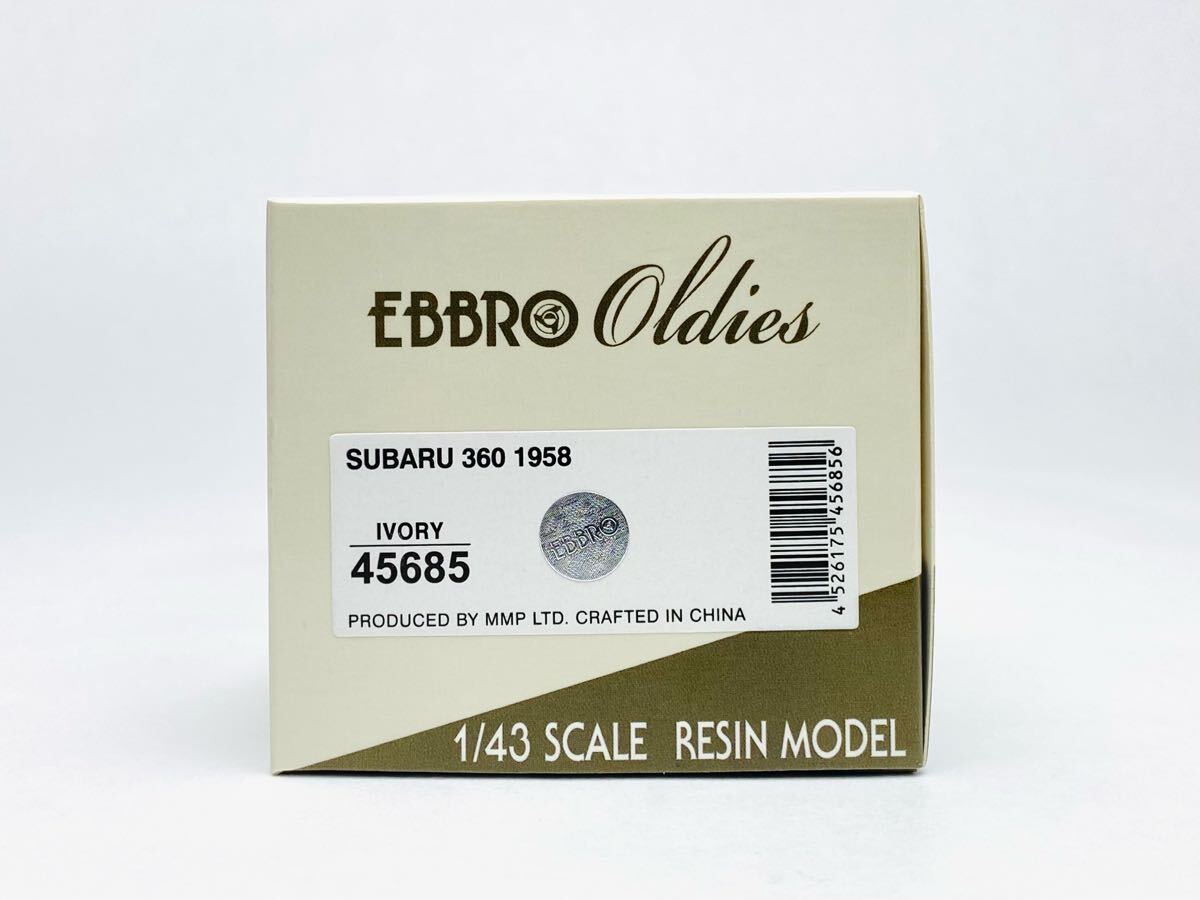 EBBRO Oldies
SUBARU 360 1958
IVORY
45685
EBBRO
PRODUCED BY MMP LTD. CRAFTED IN CHINA
4 526175 456856
1/43 SCALE RESIN MODEL